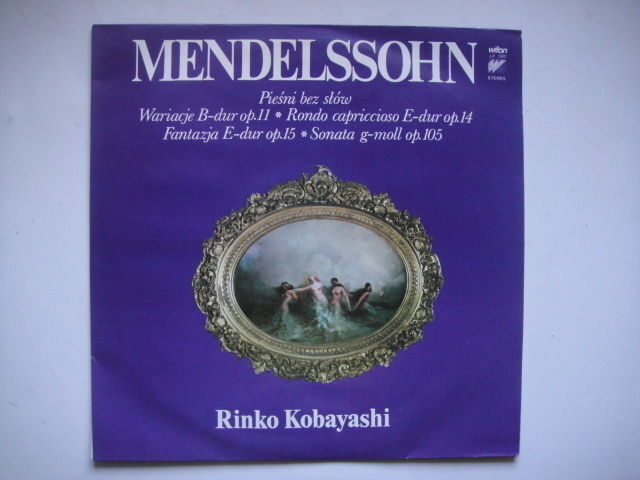 MENDELSSOHN
wifon
STEREO
Pieśni bez słów
Wariacje B-dur op.11 * Rondo capriccioso E-dur op.14
Fantazja E-dur op.15 * Sonata g-moll op.105
Rinko Kobayashi